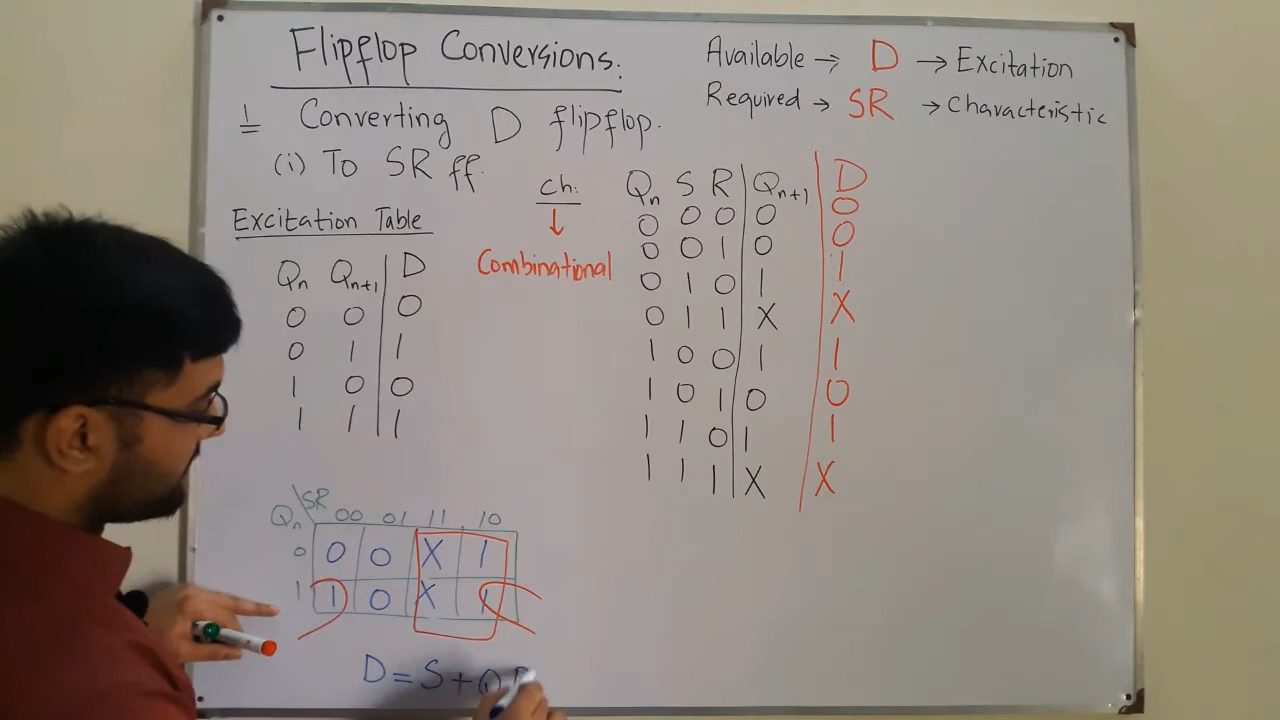 Flipflop Conversions:
Available → D → Excitation
Required → SR → Characteristic
1 Converting D flipflop.
(i) To SR ff.
Excitation Table
Qn Qn+1 D
0 0 0
0 1 1
1 0 0
1 1 1
ch:
↓
Combinational
Qn S R Qn+1 D
0 0 0 0 0
0 0 1 0 0
0 1 0 1 1
0 1 1 X X
1 0 0 1 1
1 0 1 0 0
1 1 0 1 1
1 1 1 X X
Qn SR 00 01 11 10
0 0 0 X 1
1 1 0 X 1
D = S + Q